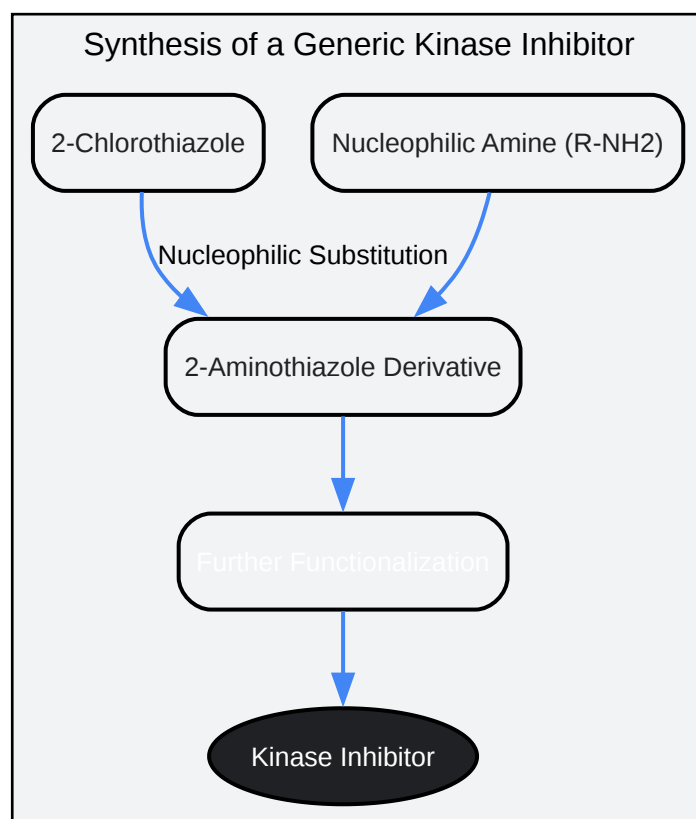 Synthesis of a Generic Kinase Inhibitor
2-Chlorothiazole
Nucleophilic Amine (R-NH2)
Nucleophilic Substitution
2-Aminothiazole Derivative
Further Functionalization
Kinase Inhibitor